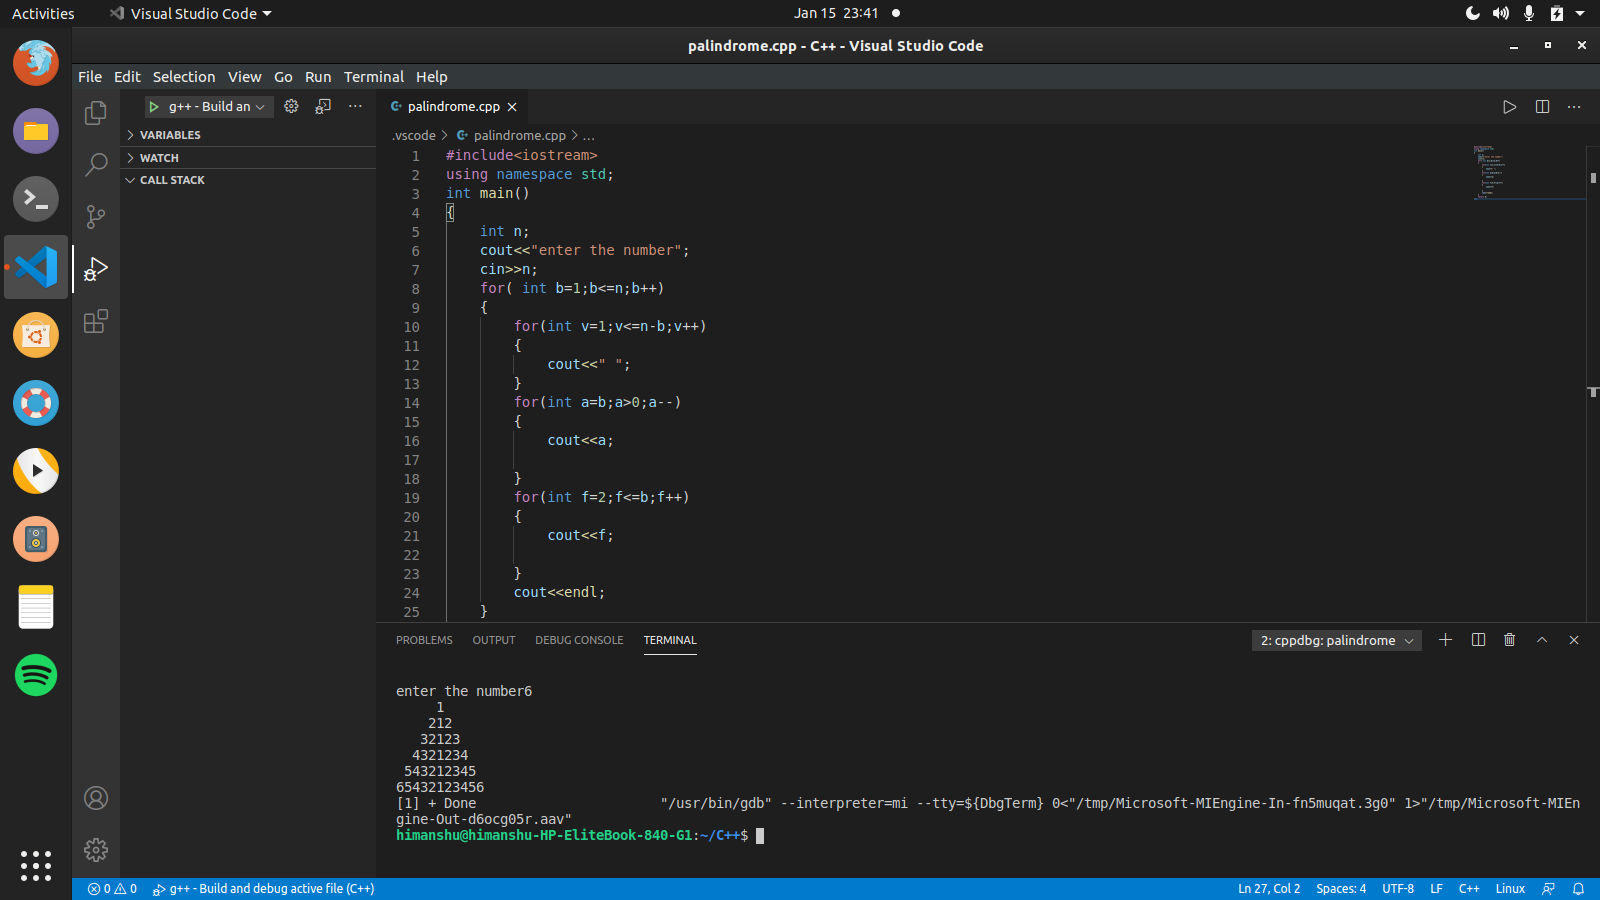 Activities Visual Studio Code Jan 15 23:41
palindrome.cpp - C++ - Visual Studio Code
File Edit Selection View Go Run Terminal Help
g++ - Build an
VARIABLES
WATCH
CALL STACK
palindrome.cpp
.vscode > palindrome.cpp > ...
1 #include<iostream>
2 using namespace std;
3 int main()
4 {
5     int n;
6     cout<<"enter the number";
7     cin>>n;
8     for( int b=1;b<=n;b++)
9     {
10         for(int v=1;v<=n-b;v++)
11         {
12             cout<<" ";
13         }
14         for(int a=b;a>0;a--)
15         {
16             cout<<a;
17
18         }
19         for(int f=2;f<=b;f++)
20         {
21             cout<<f;
22
23         }
24         cout<<endl;
25     }
PROBLEMS OUTPUT DEBUG CONSOLE TERMINAL 2: cppdbg: palindrome
enter the number6
     1
    212
   32123
  4321234
 543212345
65432123456
[1] + Done                       "/usr/bin/gdb" --interpreter=mi --tty=${DbgTerm} 0<"/tmp/Microsoft-MIEngine-In-fn5muqat.3g0" 1>"/tmp/Microsoft-MIEn
gine-Out-d6ocg05r.aav"
himanshu@himanshu-HP-EliteBook-840-G1:~/C++$
0 0 g++ - Build and debug active file (C++) Ln 27, Col 2 Spaces: 4 UTF-8 LF C++ Linux